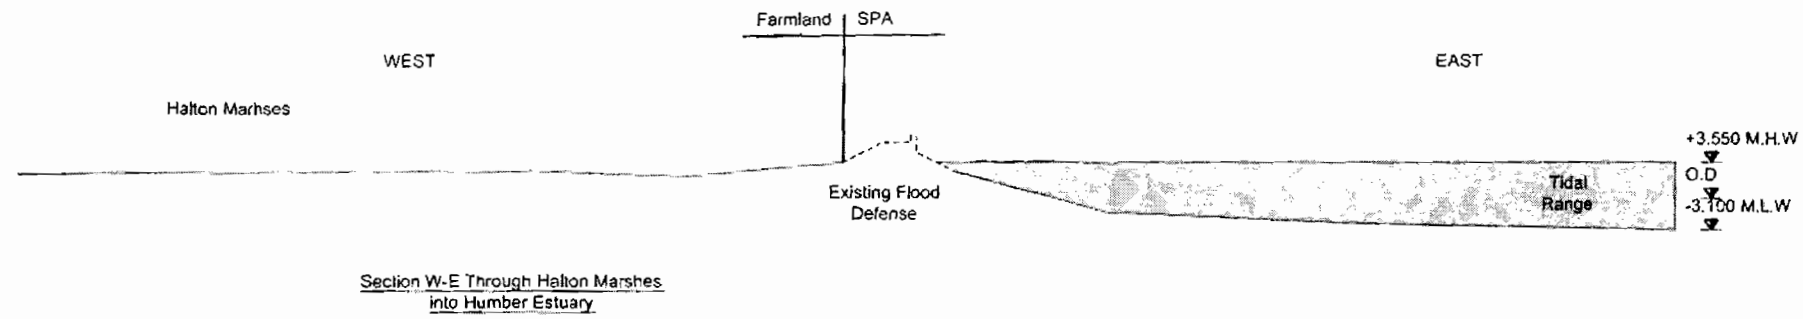 Farmland SPA
WEST
EAST
Halton Marhses
+3.550 M.H.W
O.D
-3.100 M.L.W
Tidal
Range
Existing Flood
Defense
Section W-E Through Halton Marshes
into Humber Estuary